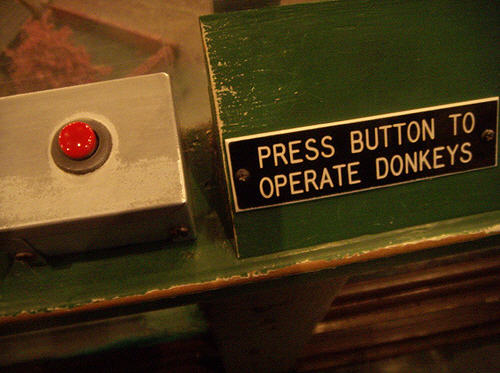 PRESS BUTTON TO
OPERATE DONKEYS